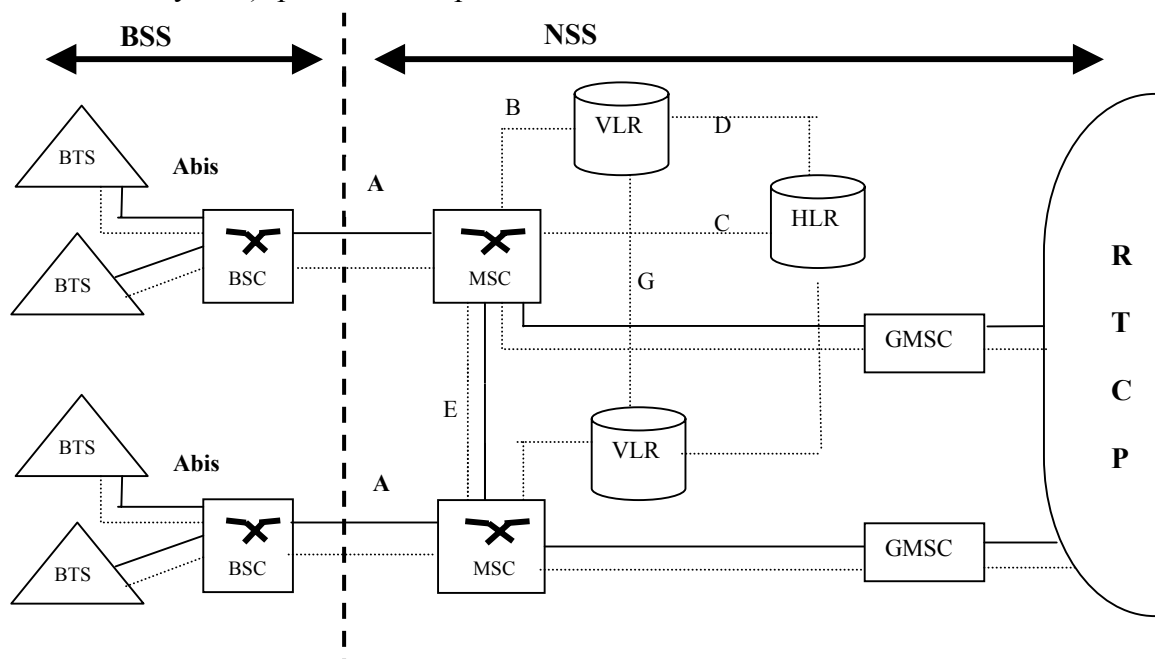 BSS
NSS
B
VLR
D
BTS
Abis
A
C
HLR
BTS
BSC
MSC
G
R
T
C
P
GMSC
E
BTS
Abis
A
VLR
BTS
BSC
MSC
GMSC